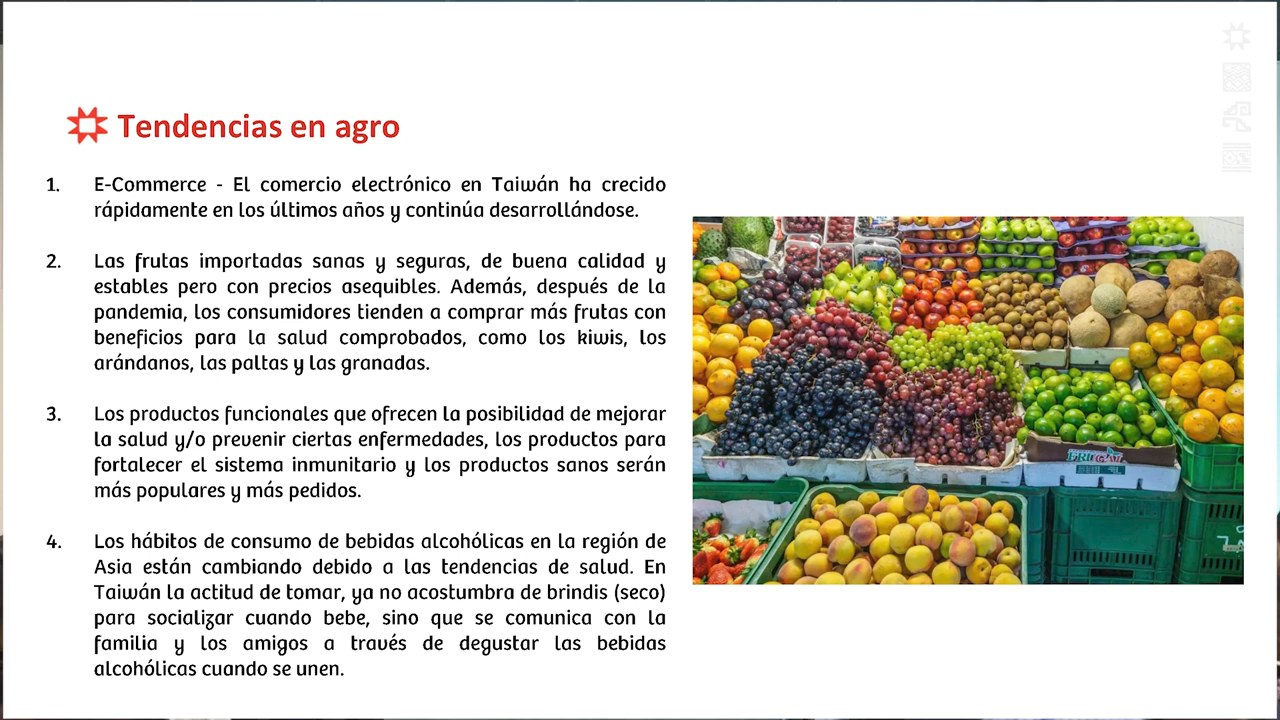 Tendencias en agro
1. E-Commerce - El comercio electrónico en Taiwán ha crecido
rápidamente en los últimos años y continúa desarrollándose.
2. Las frutas importadas sanas y seguras, de buena calidad y
estables pero con precios asequibles. Además, después de la
pandemia, los consumidores tienden a comprar más frutas con
beneficios para la salud comprobados, como los kiwis, los
arándanos, las paltas y las granadas.
3. Los productos funcionales que ofrecen la posibilidad de mejorar
la salud y/o prevenir ciertas enfermedades, los productos para
fortalecer el sistema inmunitario y los productos sanos serán
más populares y más pedidos.
4. Los hábitos de consumo de bebidas alcohólicas en la región de
Asia están cambiando debido a las tendencias de salud. En
Taiwán la actitud de tomar, ya no acostumbra de brindis (seco)
para socializar cuando bebe, sino que se comunica con la
familia y los amigos a través de degustar las bebidas
alcohólicas cuando se unen.